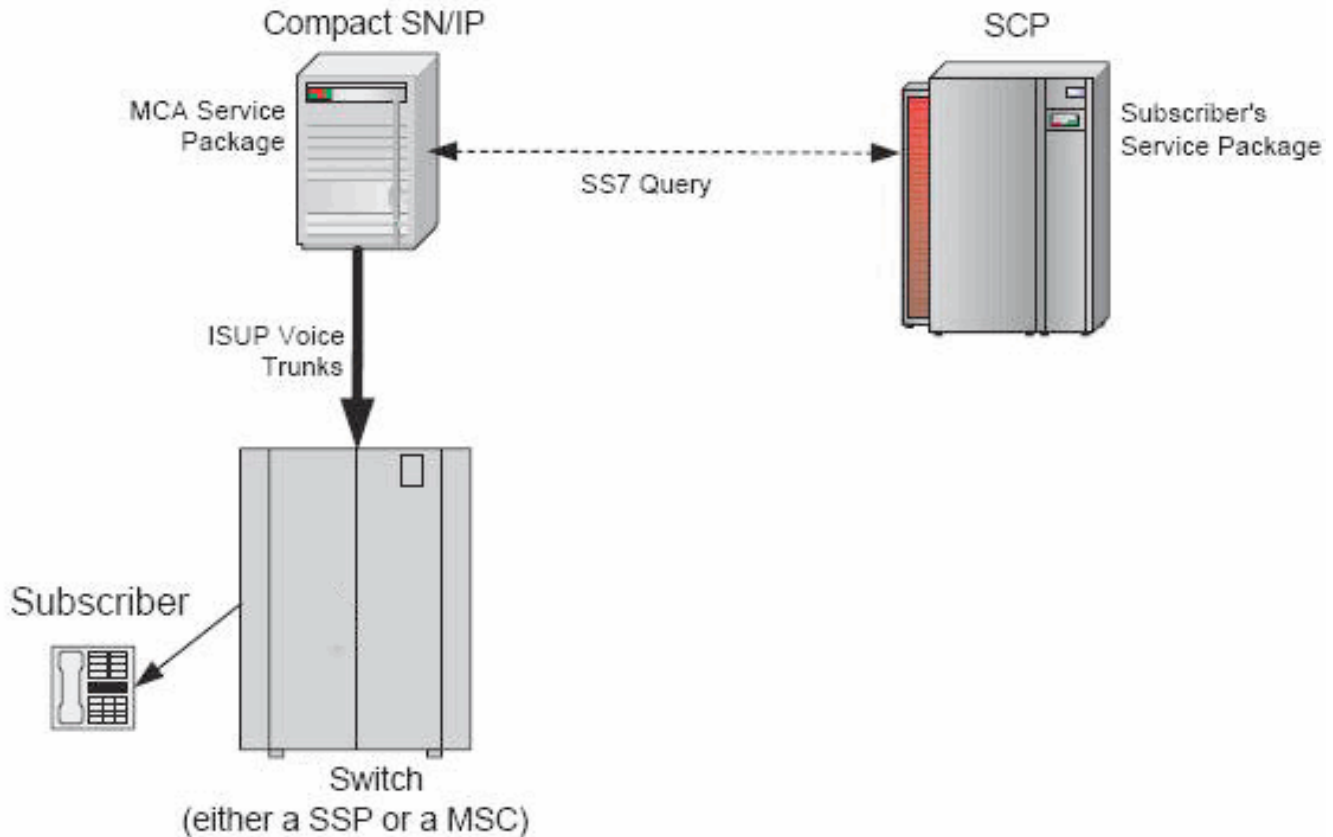 Compact SN/IP
SCP
MCA Service
Package
Subscriber's
Service Package
SS7 Query
ISUP Voice
Trunks
Subscriber
Switch
(either a SSP or a MSC)